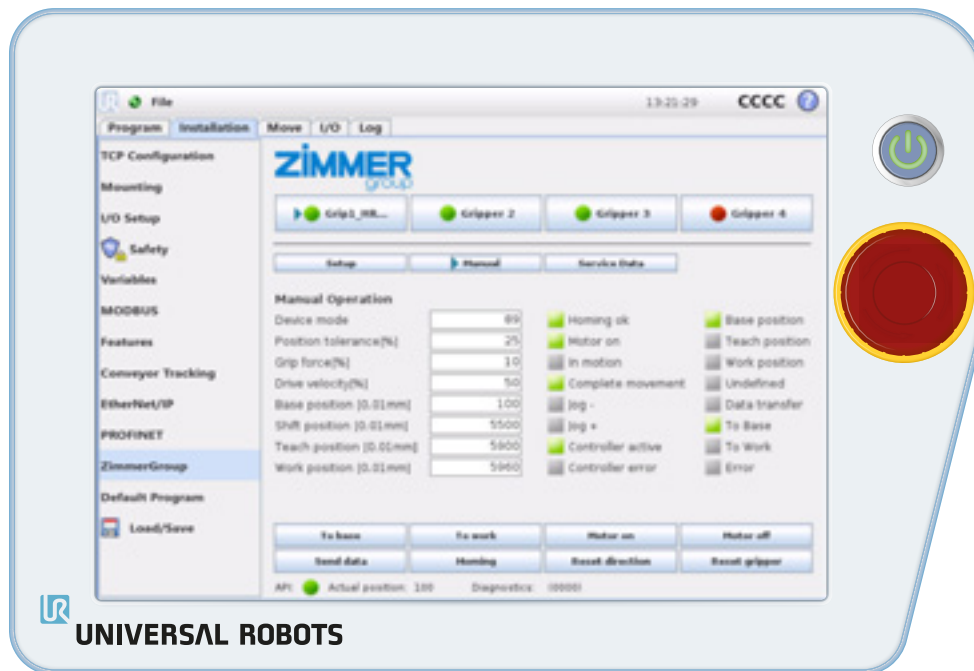 File 13:21:29 CCCC ?
Program Installation Move I/O Log
TCP Configuration
Mounting
I/O Setup
Safety
Variables
MODBUS
Features
Conveyor Tracking
EtherNet/IP
PROFINET
ZimmerGroup
Default Program
Load/Save
ZIMMER
group
Grip1_HR... Gripper 2 Gripper 3 Gripper 4
Setup Manual Service Data
Manual Operation
Device mode 89 Homing ok Base position
Position tolerance[%] 25 Motor on Teach position
Grip force[%] 10 In motion Work position
Drive velocity[%] 50 Complete movement Undefined
Base position [0.01mm] 100 Jog - Data transfer
Shift position [0.01mm] 5500 Jog + To Base
Teach position [0.01mm] 5900 Controller active To Work
Work position [0.01mm] 5960 Controller error Error
To base To work Motor on Motor off
Send data Homing Reset direction Reset gripper
API: Actual position: 100 Diagnostics: (0000)
UR
UNIVERSAL ROBOTS